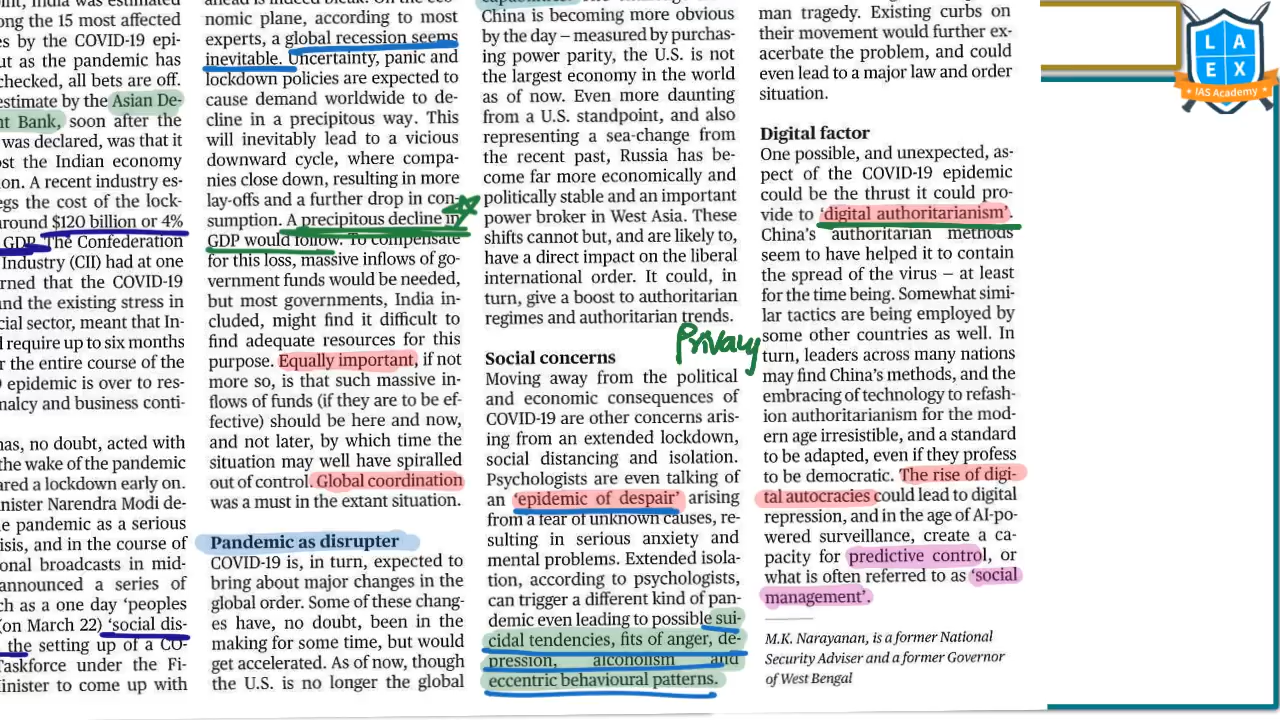 int, India was estimated
ong the 15 most affected
es by the COVID-19 epi-
ut as the pandemic has
checked, all bets are off.
estimate by the Asian De-
nt Bank, soon after the
was declared, was that it
ost the Indian economy
on. A recent industry es-
egs the cost of the lock-
around $120 billion or 4%
GDP. The Confederation
Industry (CII) had at one
rned that the COVID-19
and the existing stress in
cial sector, meant that In-
d require up to six months
r the entire course of the
epidemic is over to res-
malcy and business conti-
has, no doubt, acted with
the wake of the pandemic
ared a lockdown early on.
inister Narendra Modi de-
e pandemic as a serious
isis, and in the course of
onal broadcasts in mid-
announced a series of
ch as a one day ‘peoples
(on March 22) ‘social dis-
the setting up of a CO-
Taskforce under the Fi-
inister to come up with
ahead is indeed bleak. On the eco-
nomic plane, according to most
experts, a global recession seems
inevitable. Uncertainty, panic and
lockdown policies are expected to
cause demand worldwide to de-
cline in a precipitous way. This
will inevitably lead to a vicious
downward cycle, where compa-
nies close down, resulting in more
lay-offs and a further drop in con-
sumption. A precipitous decline in
GDP would follow. To compensate
for this loss, massive inflows of go-
vernment funds would be needed,
but most governments, India in-
cluded, might find it difficult to
find adequate resources for this
purpose. Equally important, if not
more so, is that such massive in-
flows of funds (if they are to be ef-
fective) should be here and now,
and not later, by which time the
situation may well have spiralled
out of control. Global coordination
was a must in the extant situation.
Pandemic as disrupter
COVID-19 is, in turn, expected to
bring about major changes in the
global order. Some of these chang-
es have, no doubt, been in the
making for some time, but would
get accelerated. As of now, though
the U.S. is no longer the global
China is becoming more obvious
by the day – measured by purchas-
ing power parity, the U.S. is not
the largest economy in the world
as of now. Even more daunting
from a U.S. standpoint, and also
representing a sea-change from
the recent past, Russia has be-
come far more economically and
politically stable and an important
power broker in West Asia. These
shifts cannot but, and are likely to,
have a direct impact on the liberal
international order. It could, in
turn, give a boost to authoritarian
regimes and authoritarian trends.
Privacy
Social concerns
Moving away from the political
and economic consequences of
COVID-19 are other concerns aris-
ing from an extended lockdown,
social distancing and isolation.
Psychologists are even talking of
an ‘epidemic of despair’ arising
from a fear of unknown causes, re-
sulting in serious anxiety and
mental problems. Extended isola-
tion, according to psychologists,
can trigger a different kind of pan-
demic even leading to possible sui-
cidal tendencies, fits of anger, de-
pression, alcoholism and
eccentric behavioural patterns.
man tragedy. Existing curbs on
their movement would further ex-
acerbate the problem, and could
even lead to a major law and order
situation.
Digital factor
One possible, and unexpected, as-
pect of the COVID-19 epidemic
could be the thrust it could pro-
vide to ‘digital authoritarianism’.
China’s authoritarian methods
seem to have helped it to contain
the spread of the virus – at least
for the time being. Somewhat simi-
lar tactics are being employed by
some other countries as well. In
turn, leaders across many nations
may find China’s methods, and the
embracing of technology to refash-
ion authoritarianism for the mod-
ern age irresistible, and a standard
to be adapted, even if they profess
to be democratic. The rise of digi-
tal autocracies could lead to digital
repression, and in the age of AI-po-
wered surveillance, create a ca-
pacity for predictive control, or
what is often referred to as ‘social
management’.
M.K. Narayanan, is a former National
Security Adviser and a former Governor
of West Bengal
L A
E X
IAS Academy